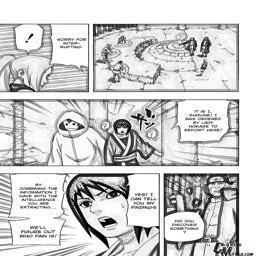 SORRY FOR
INTER-
RUPTING.
IT IS I,
SHIZUNE! I
WAS ORDERED
BY LADY
HOKAGE TO
REPORT HERE!
YES! I
CAN TELL
YOU MY
FINDINGS
BY
COMBINING THE
INFORMATION I
HAVE WITH THE
INTELLIGENCE
YOU ARE
EXTRACTING...
WE'LL
FIGURE OUT
WHO PAIN IS!
DID YOU
DISCOVER
SOMETHING
?